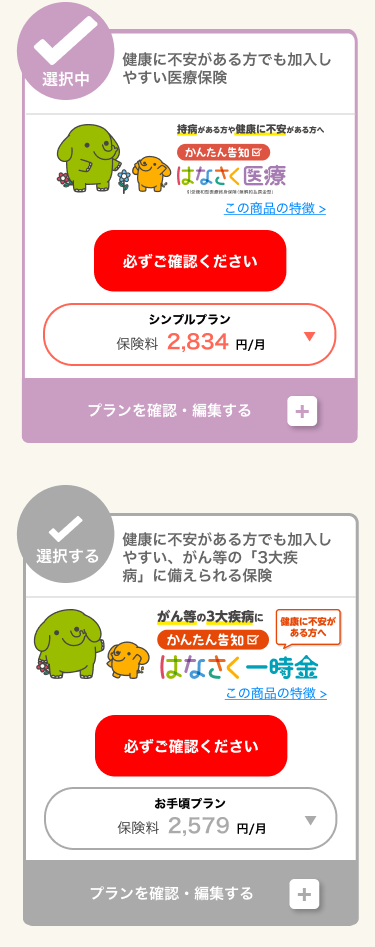 選択中
健康に不安がある方でも加入し
やすい医療保険
持病がある方や健康に不安がある方へ
かんたん告知
はなさく医療
この商品の特徴 >
必ずご確認ください
シンプルプラン
保険料 2,834 円/月
プランを確認・編集する
選択する
健康に不安がある方でも加入し
やすい、がん等の「3大疾
病」に備えられる保険
がん等の3大疾病に
健康に不安が
ある方へ
かんたん告知
はなさく一時金
この商品の特徴 >
必ずご確認ください
お手頃プラン
保険料 2,579 円/月
プランを確認・編集する